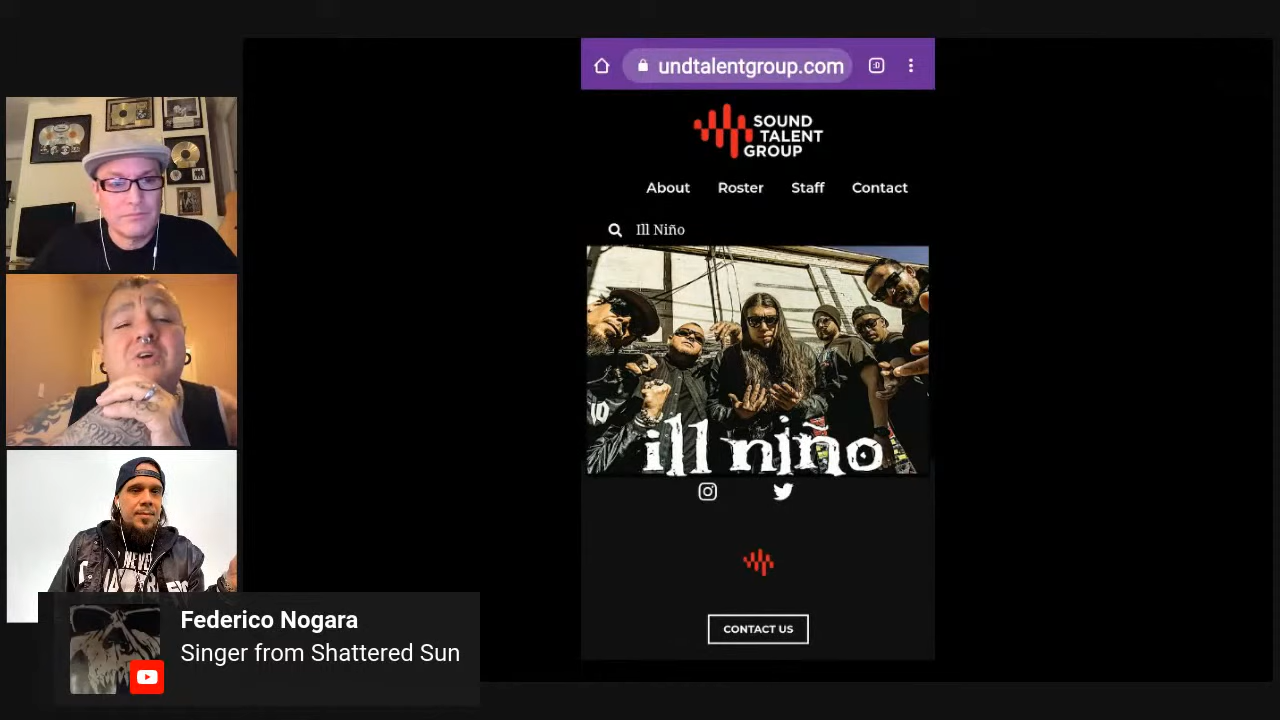 undtalentgroup.com
SOUND
TALENT
GROUP
About Roster Staff Contact
Ill Niño
ill niño
CONTACT US
Federico Nogara
Singer from Shattered Sun